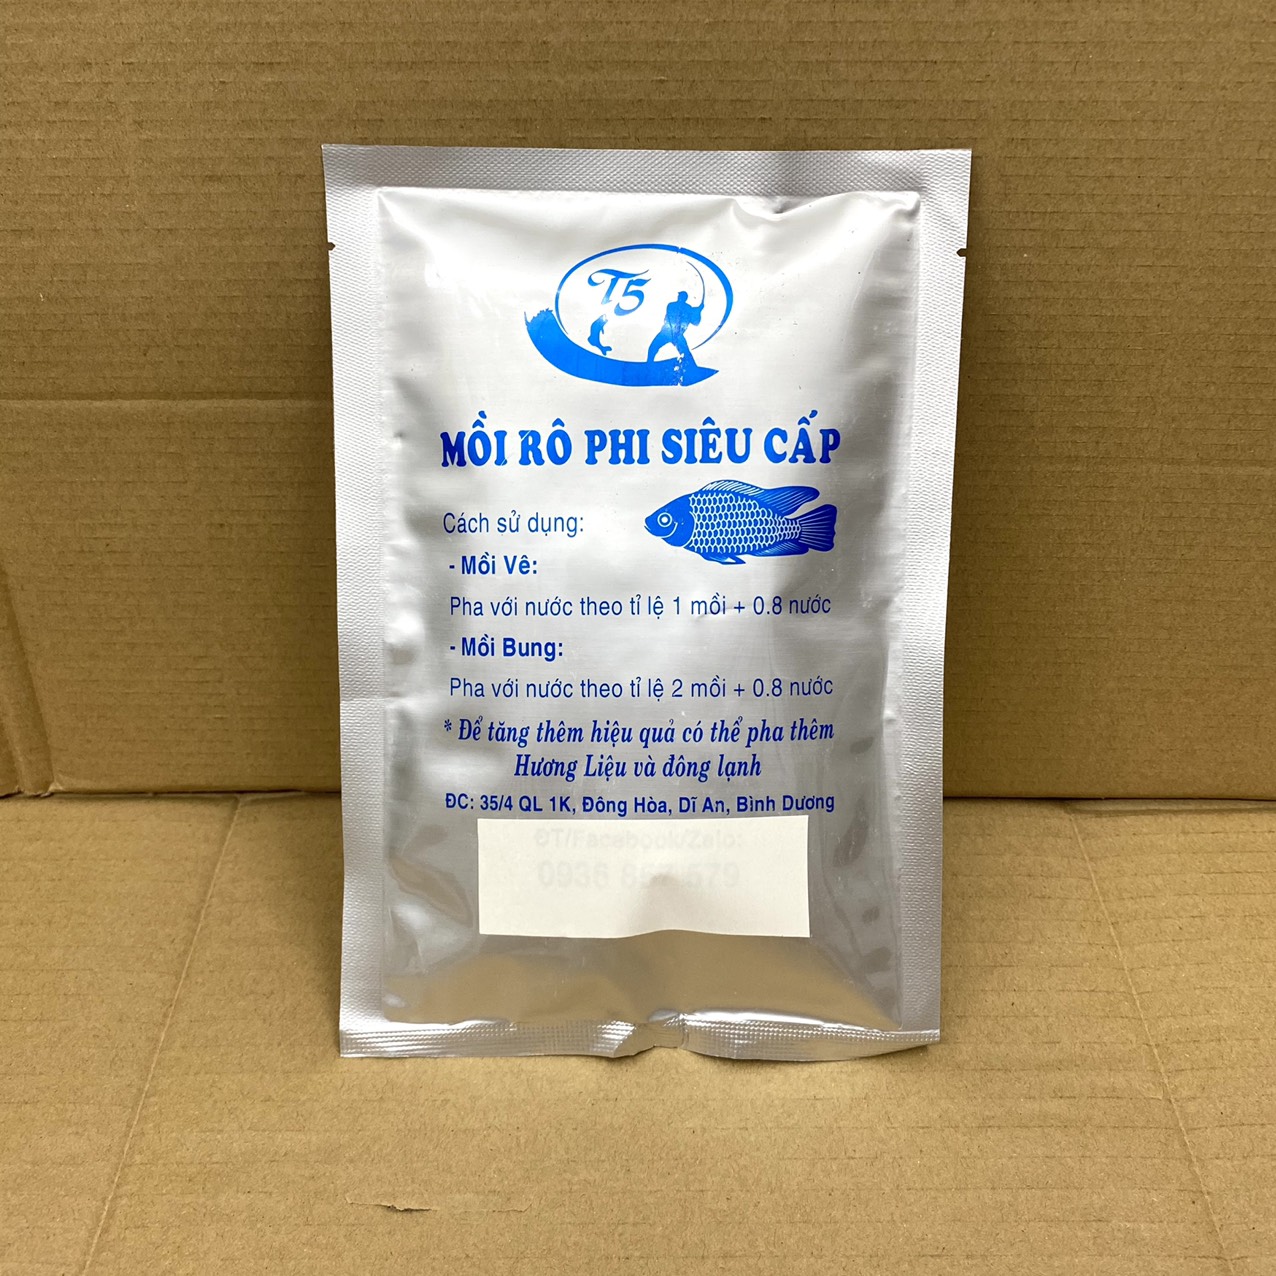 T5
MỒI RÔ PHI SIÊU CẤP
Cách sử dụng:
- Mồi Vê:
Pha với nước theo tỉ lệ 1 mồi + 0.8 nước
- Mồi Bung:
Pha với nước theo tỉ lệ 2 mồi + 0.8 nước
* Để tăng thêm hiệu quả có thể pha thêm
Hương Liệu và đông lạnh
ĐC: 35/4 QL 1K, Đông Hòa, Dĩ An, Bình Dương
ĐT/Facebook/Zalo: